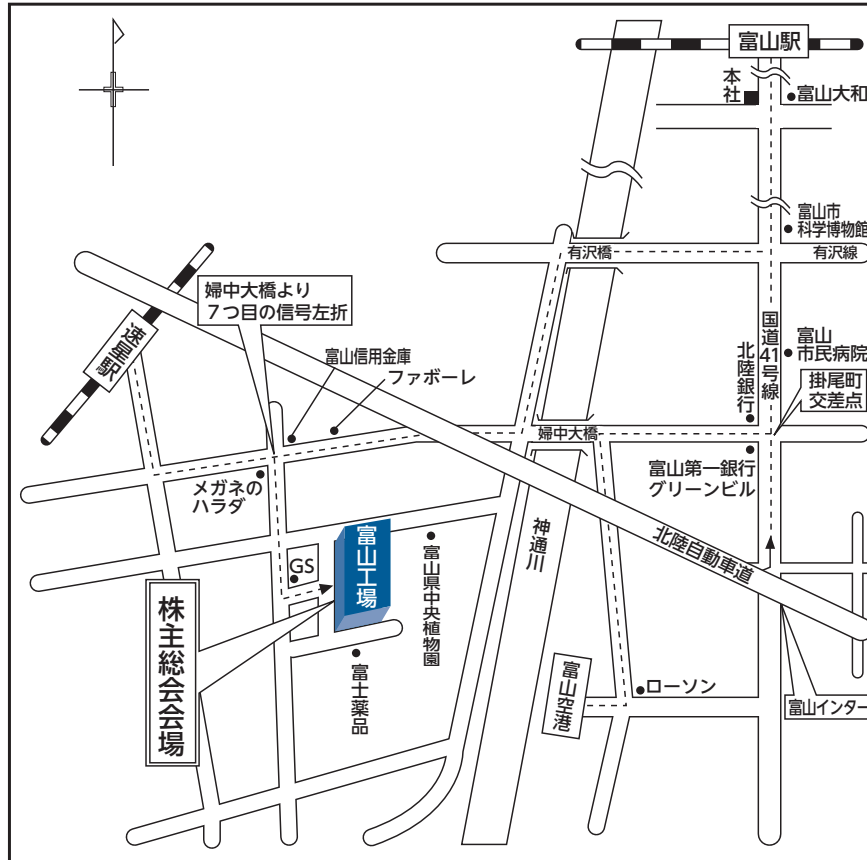 富山駅
本社
富山大和
富山市
科学博物館
有沢橋
有沢線
婦中大橋より
７つ目の信号左折
速星駅
富山信用金庫
ファボーレ
国道41号線
富山
市民病院
北陸銀行
掛尾町
交差点
婦中大橋
メガネの
ハラダ
富山第一銀行
グリーンビル
神通川
北陸自動車道
富山工場
GS
富山県中央植物園
株主総会会場
富士薬品
富山空港
ローソン
富山インター